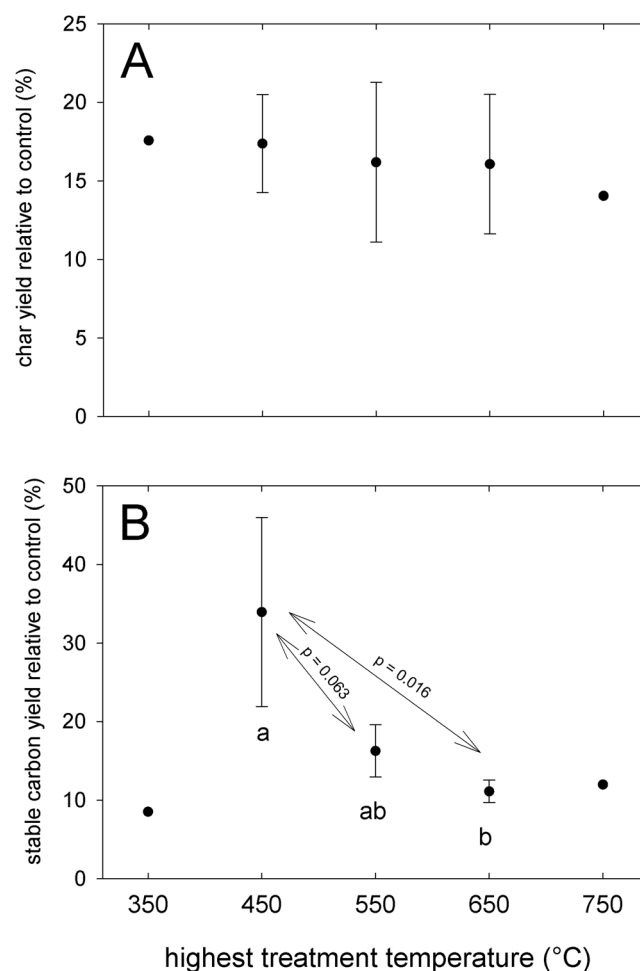 25
20
15
10
5
0
char yield relative to control (%)
A
50
40
30
20
10
0
stable carbon yield relative to control (%)
B
p = 0.063
p = 0.016
a
ab
b
350 450 550 650 750
highest treatment temperature (°C)